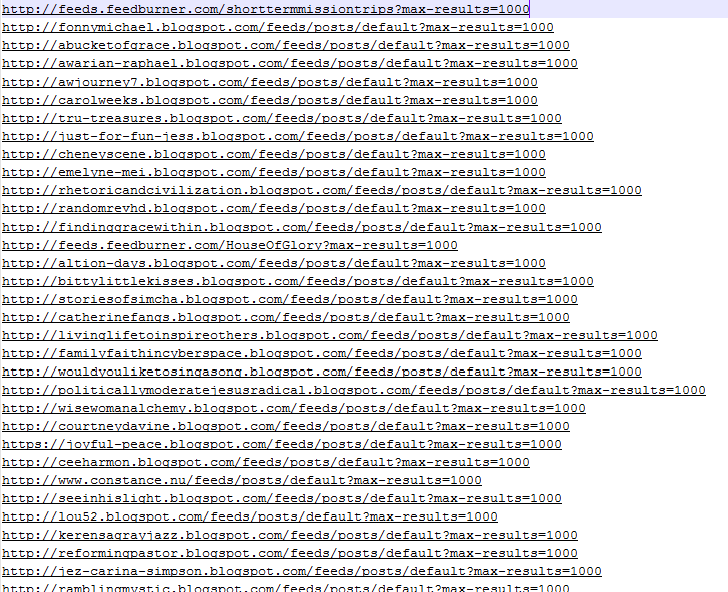 http://feeds.feedburner.com/shorttermmissiontrips?max-results=1000
http://fonnymichael.blogspot.com/feeds/posts/default?max-results=1000
http://abucketofgrace.blogspot.com/feeds/posts/default?max-results=1000
http://awarian-raphael.blogspot.com/feeds/posts/default?max-results=1000
http://awjourney7.blogspot.com/feeds/posts/default?max-results=1000
http://carolweeks.blogspot.com/feeds/posts/default?max-results=1000
http://tru-treasures.blogspot.com/feeds/posts/default?max-results=1000
http://just-for-fun-jess.blogspot.com/feeds/posts/default?max-results=1000
http://cheneyscene.blogspot.com/feeds/posts/default?max-results=1000
http://emelyne-mei.blogspot.com/feeds/posts/default?max-results=1000
http://rhetoricandcivilization.blogspot.com/feeds/posts/default?max-results=1000
http://randomrevhd.blogspot.com/feeds/posts/default?max-results=1000
http://findinggracewithin.blogspot.com/feeds/posts/default?max-results=1000
http://feeds.feedburner.com/HouseOfGlory?max-results=1000
http://altion-days.blogspot.com/feeds/posts/default?max-results=1000
http://bittylittlekisses.blogspot.com/feeds/posts/default?max-results=1000
http://storiesofsimcha.blogspot.com/feeds/posts/default?max-results=1000
http://catherinefangs.blogspot.com/feeds/posts/default?max-results=1000
http://livinglifetoinspireothers.blogspot.com/feeds/posts/default?max-results=1000
http://familyfaithincyberspace.blogspot.com/feeds/posts/default?max-results=1000
http://wouldyouliketosingasong.blogspot.com/feeds/posts/default?max-results=1000
http://politicallymoderatejesusradical.blogspot.com/feeds/posts/default?max-results=1000
http://wisewomanalchemy.blogspot.com/feeds/posts/default?max-results=1000
http://courtneydavine.blogspot.com/feeds/posts/default?max-results=1000
https://joyful-peace.blogspot.com/feeds/posts/default?max-results=1000
http://ceeharmon.blogspot.com/feeds/posts/default?max-results=1000
http://www.constance.nu/feeds/posts/default?max-results=1000
http://seeinhislight.blogspot.com/feeds/posts/default?max-results=1000
http://lou52.blogspot.com/feeds/posts/default?max-results=1000
http://kerensagrayjazz.blogspot.com/feeds/posts/default?max-results=1000
http://reformingpastor.blogspot.com/feeds/posts/default?max-results=1000
http://jez-carina-simpson.blogspot.com/feeds/posts/default?max-results=1000
http://ramblingmystic.blogspot.com/feeds/posts/default?max-results=1000